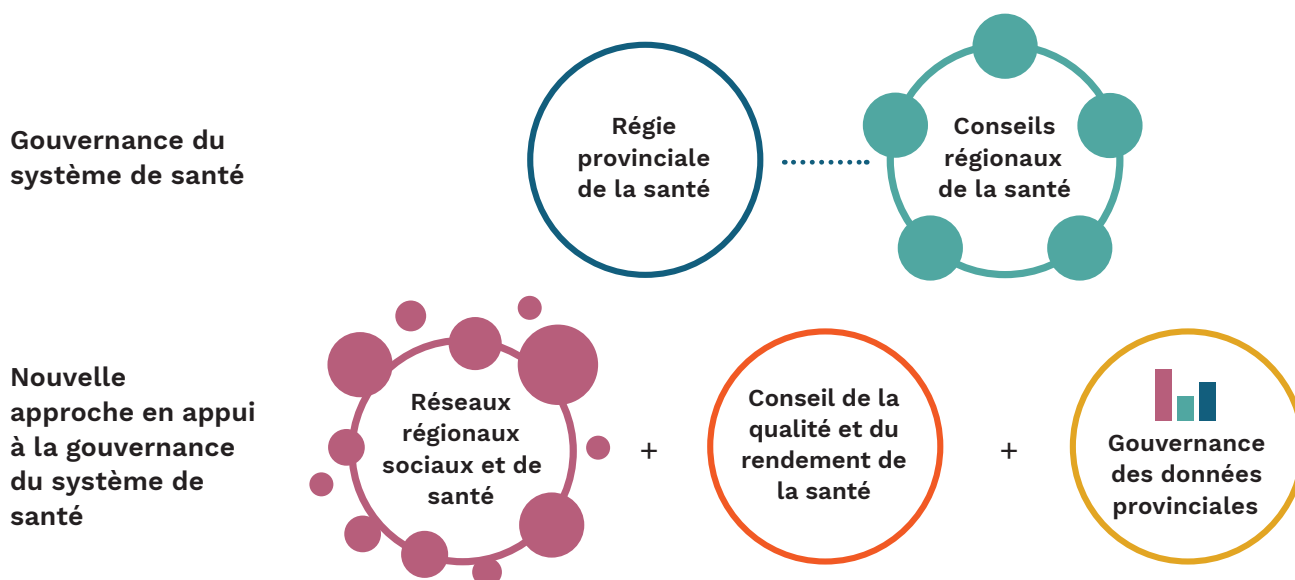 Gouvernance du
système de santé
Régie
provinciale
de la santé
Conseils
régionaux
de la santé
Nouvelle
approche en appui
à la gouvernance
du système de
santé
Réseaux
régionaux
sociaux et de
santé
+
Conseil de la
qualité et du
rendement de
la santé
+
Gouvernance
des données
provinciales